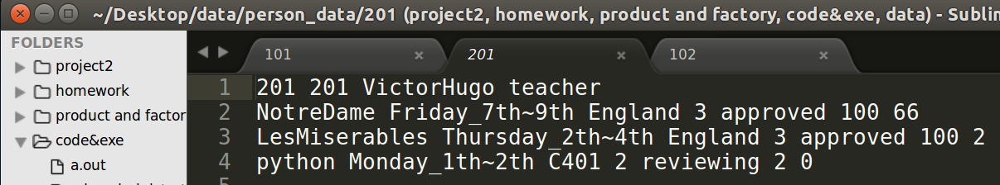 ~/Desktop/data/person_data/201 (project2, homework, product and factory, code&exe, data) - Sublim
FOLDERS
project2
homework
product and factor
code&exe
a.out
101 × 201 × 102 ×
1 201 201 VictorHugo teacher
2 NotreDame Friday_7th~9th England 3 approved 100 66
3 LesMiserables Thursday_2th~4th England 3 approved 100 2
4 python Monday_1th~2th C401 2 reviewing 2 0
5